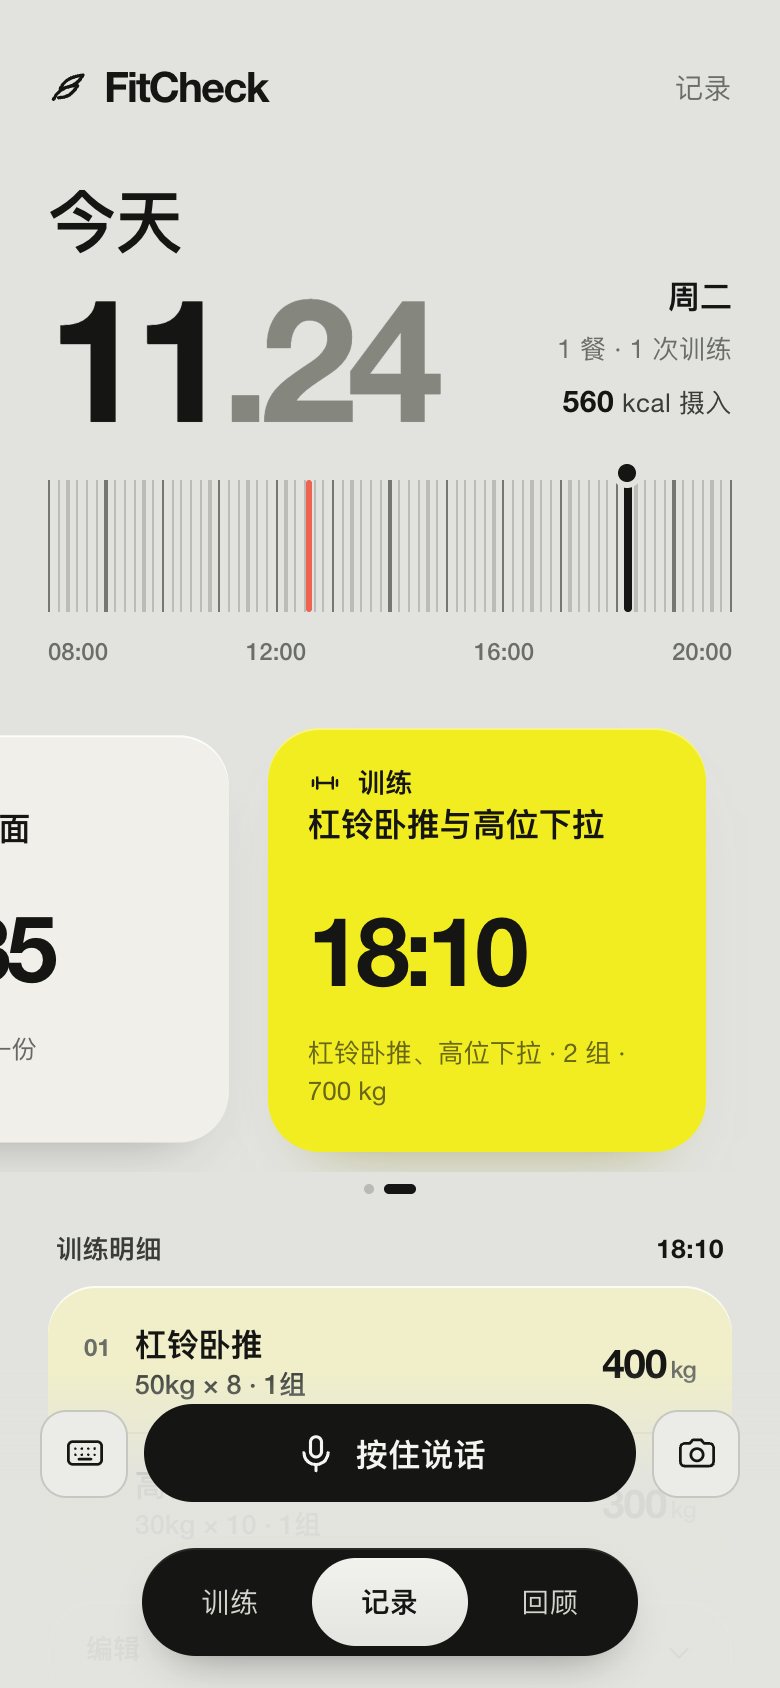 FitCheck
记录
今天
11.24
周二
1 餐 · 1 次训练
560 kcal 摄入
08:00 12:00 16:00 20:00
面
35
一份
训练
杠铃卧推与高位下拉
18:10
杠铃卧推、高位下拉 · 2 组 ·
700 kg
训练明细
18:10
01 杠铃卧推
50kg × 8 · 1组
400 kg
按住说话
高
300 kg
30kg × 10 · 1组
训练 记录 回顾
编辑